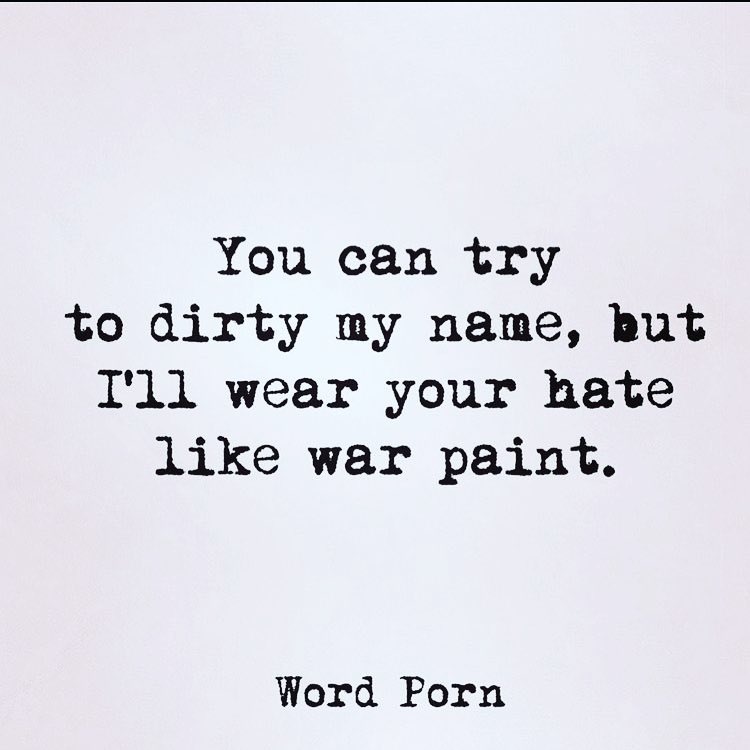 You can try
to dirty my name, but
I'll wear your hate
like war paint.
Word Porn